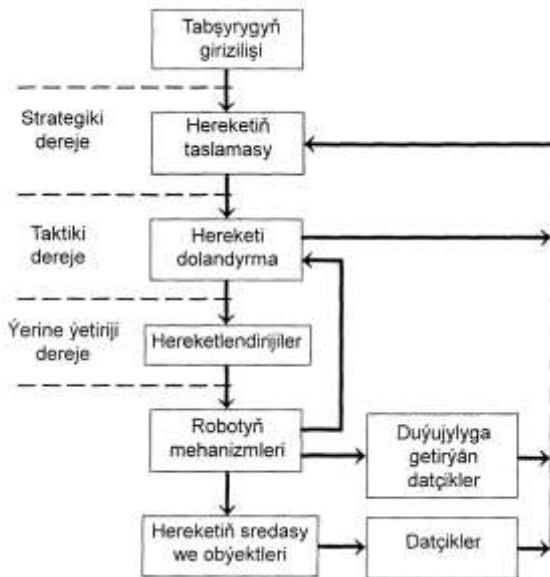 Tabşyrygyň
girizilişi
Strategiki
dereje
Hereketiň
taslamasy
Taktiki
dereje
Hereketi
dolandyrma
Ýerine ýetiriji
dereje
Hereketlendirijiler
Robotyň
mehanizmleri
Duýujylyga
getirýän
datçikler
Hereketiň sredasy
we obýektleri
Datçikler